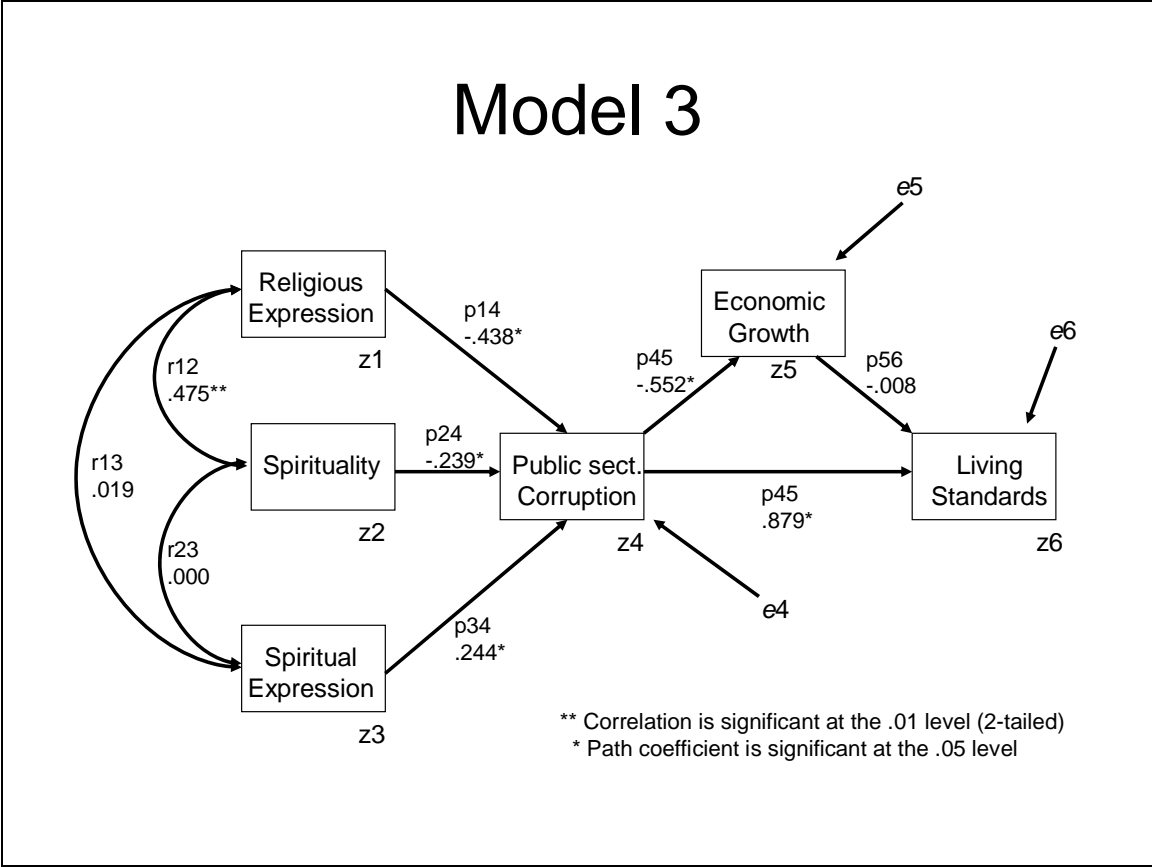 Model 3
e5
Religious
Expression
z1
p14
-.438*
Economic
Growth
z5
e6
r12
.475**
p45
-.552*
p56
-.008
r13
.019
Spirituality
z2
p24
-.239*
Public sect.
Corruption
z4
p45
.879*
Living
Standards
z6
r23
.000
e4
p34
.244*
Spiritual
Expression
z3
** Correlation is significant at the .01 level (2-tailed)
* Path coefficient is significant at the .05 level